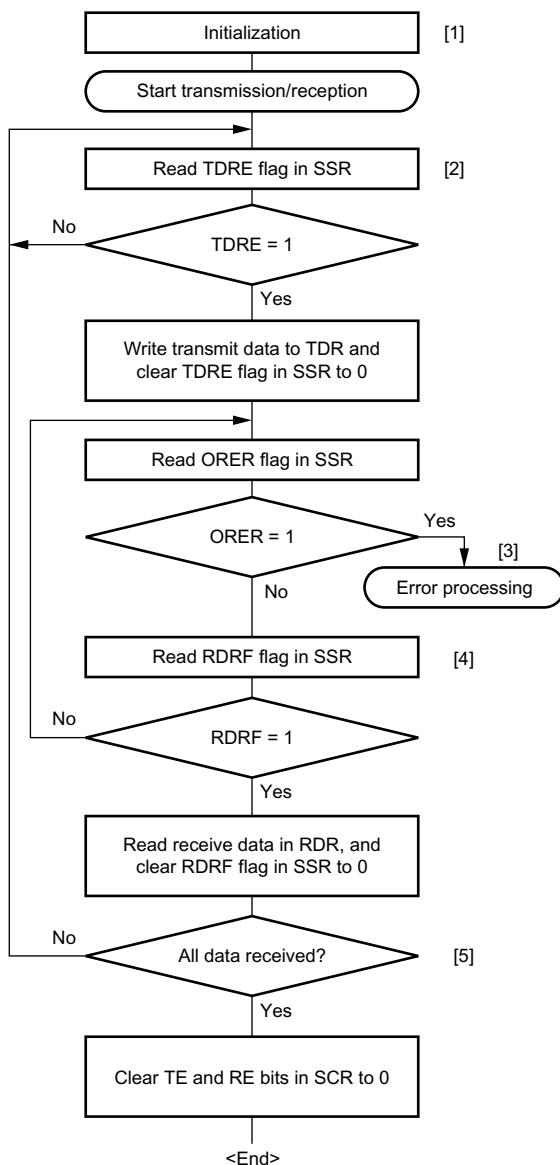 Initialization
[1]
Start transmission/reception
Read TDRE flag in SSR
[2]
No
TDRE = 1
Yes
Write transmit data to TDR and
clear TDRE flag in SSR to 0
Read ORER flag in SSR
ORER = 1
Yes
[3]
Error processing
No
Read RDRF flag in SSR
[4]
No
RDRF = 1
Yes
Read receive data in RDR, and
clear RDRF flag in SSR to 0
No
All data received?
[5]
Yes
Clear TE and RE bits in SCR to 0
<End>